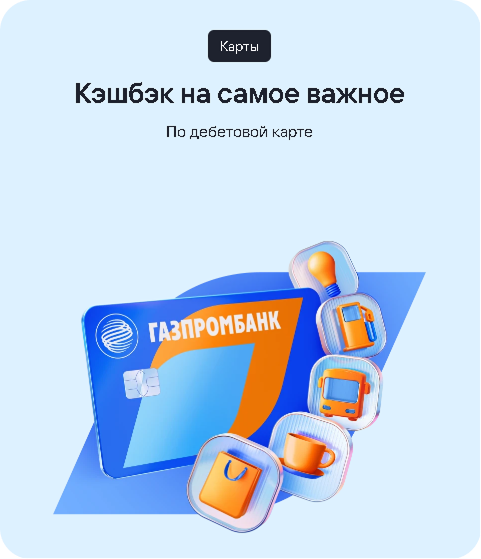 Карты
Кэшбэк на самое важное
По дебетовой карте
ГАЗПРОМБАНК